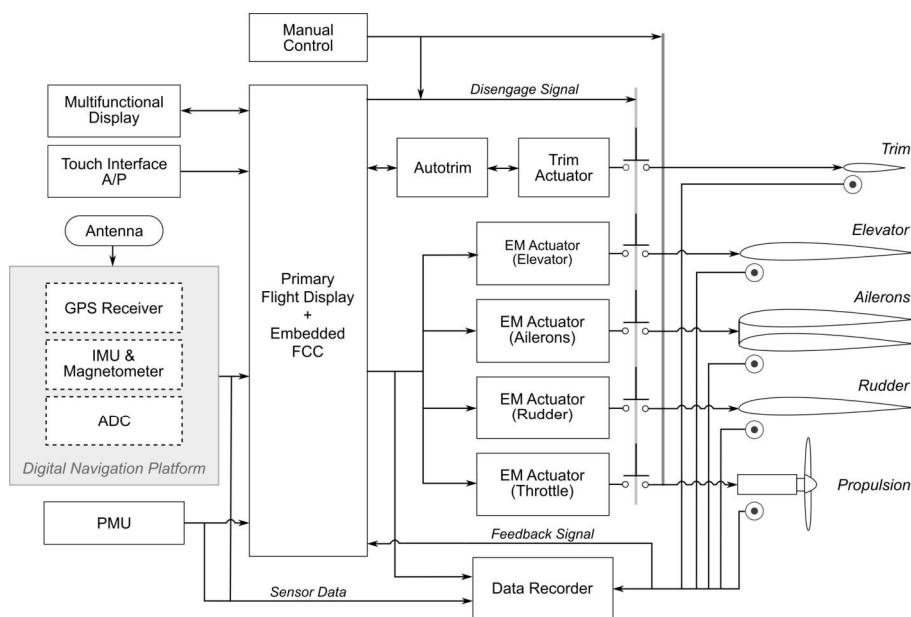 Manual
Control
Disengage Signal
Multifunctional
Display
Touch Interface
A/P
Autotrim
Trim
Actuator
Trim
Antenna
GPS Receiver
IMU &
Magnetometer
ADC
Digital Navigation Platform
Primary
Flight Display
+
Embedded
FCC
EM Actuator
(Elevator)
Elevator
EM Actuator
(Ailerons)
Ailerons
EM Actuator
(Rudder)
Rudder
EM Actuator
(Throttle)
Propulsion
PMU
Feedback Signal
Sensor Data
Data Recorder